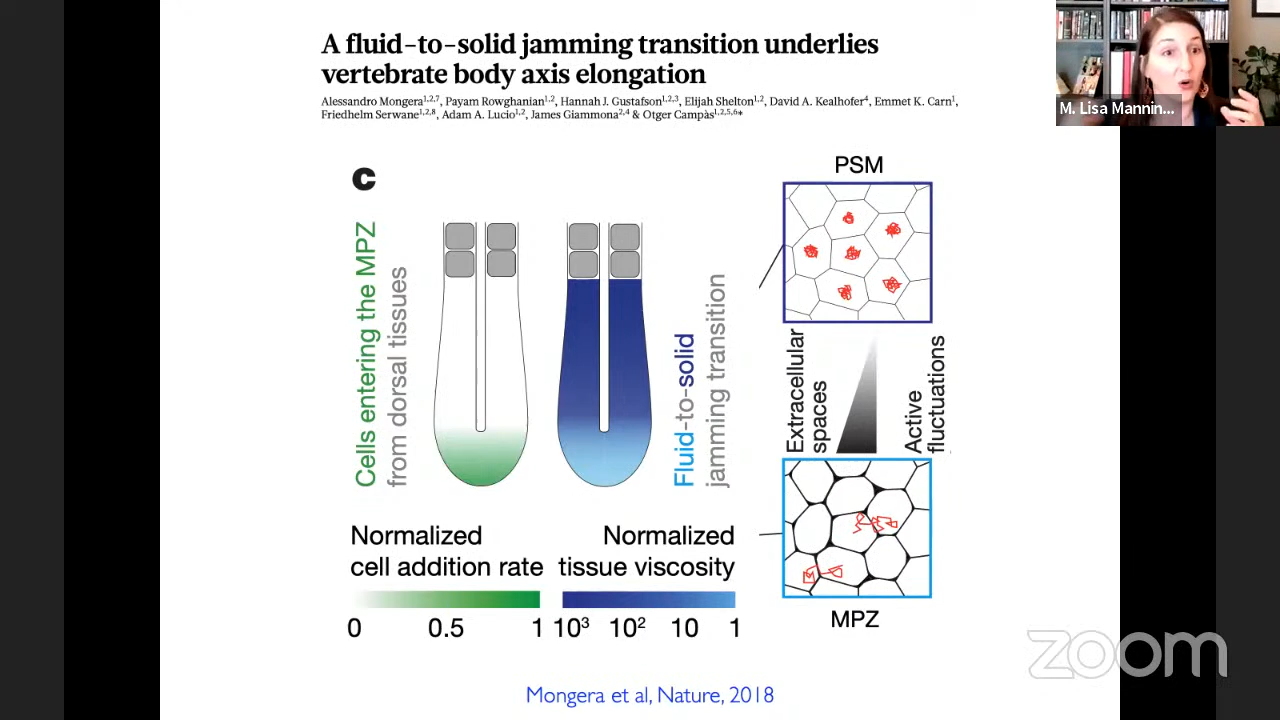 A fluid-to-solid jamming transition underlies
vertebrate body axis elongation
Alessandro Mongera1,2,7, Payam Rowghanian1,2, Hannah J. Gustafson1,2,3, Elijah Shelton1,2, David A. Kealhofer4, Emmet K. Carn1,
Friedhelm Serwane1,2,8, Adam A. Lucio1,2, James Giammona2,4 & Otger Campàs1,2,5,6*
M. Lisa Mannin...
c
Cells entering the MPZ
from dorsal tissues
Fluid-to-solid
jamming transition
PSM
Extracellular
spaces
Active
fluctuations
MPZ
Normalized
cell addition rate
0 0.5 1
Normalized
tissue viscosity
10³ 10² 10 1
Mongera et al, Nature, 2018
zoom